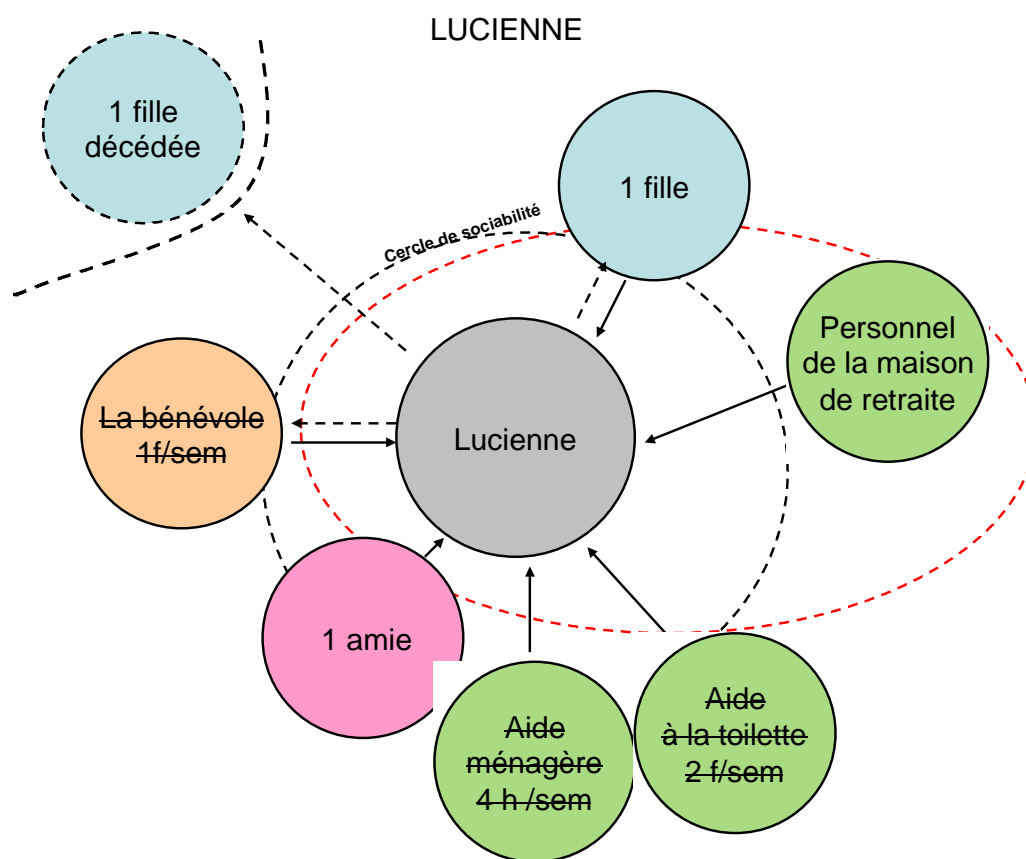 LUCIENNE
1 fille
décédée
1 fille
Cercle de sociabilité
Personnel
de la maison
de retraite
La bénévole
1f/sem
Lucienne
1 amie
Aide
ménagère
4 h /sem
Aide
à la toilette
2 f/sem